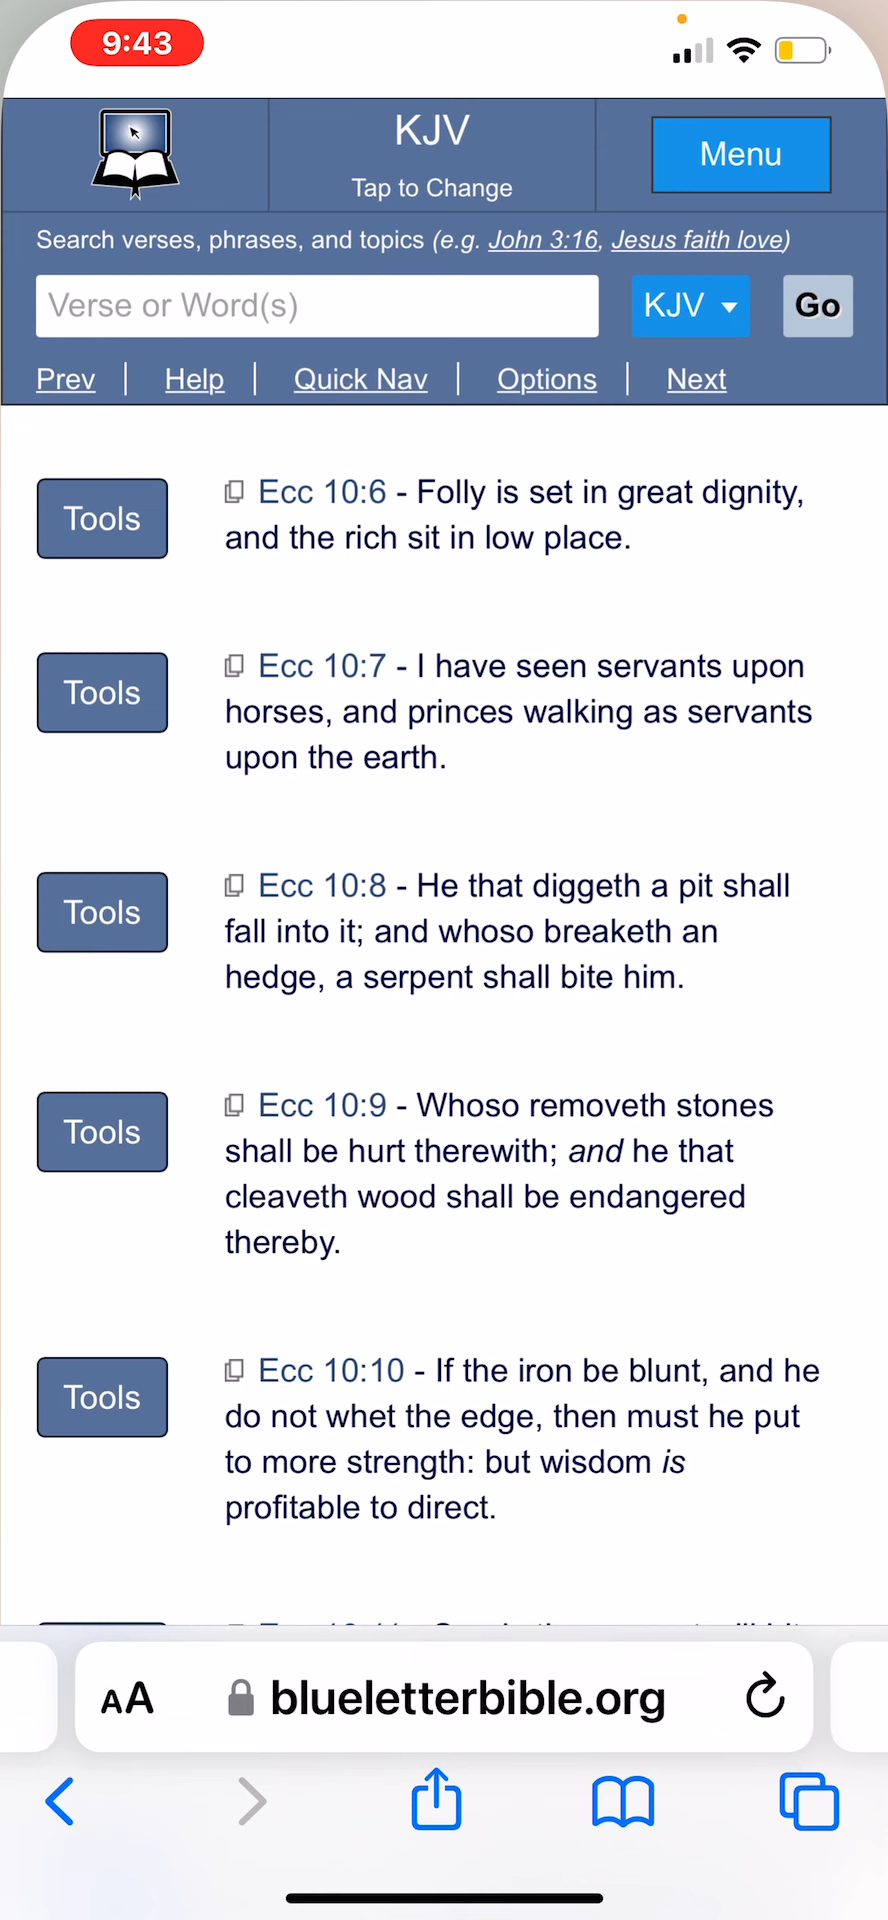 9:43
KJV
Tap to Change
Menu
Search verses, phrases, and topics (e.g. John 3:16, Jesus faith love)
Verse or Word(s)
KJV
Go
Prev | Help | Quick Nav | Options | Next
Tools
Ecc 10:6 - Folly is set in great dignity,
and the rich sit in low place.
Tools
Ecc 10:7 - I have seen servants upon
horses, and princes walking as servants
upon the earth.
Tools
Ecc 10:8 - He that diggeth a pit shall
fall into it; and whoso breaketh an
hedge, a serpent shall bite him.
Tools
Ecc 10:9 - Whoso removeth stones
shall be hurt therewith; and he that
cleaveth wood shall be endangered
thereby.
Tools
Ecc 10:10 - If the iron be blunt, and he
do not whet the edge, then must he put
to more strength: but wisdom is
profitable to direct.
AA
blueletterbible.org